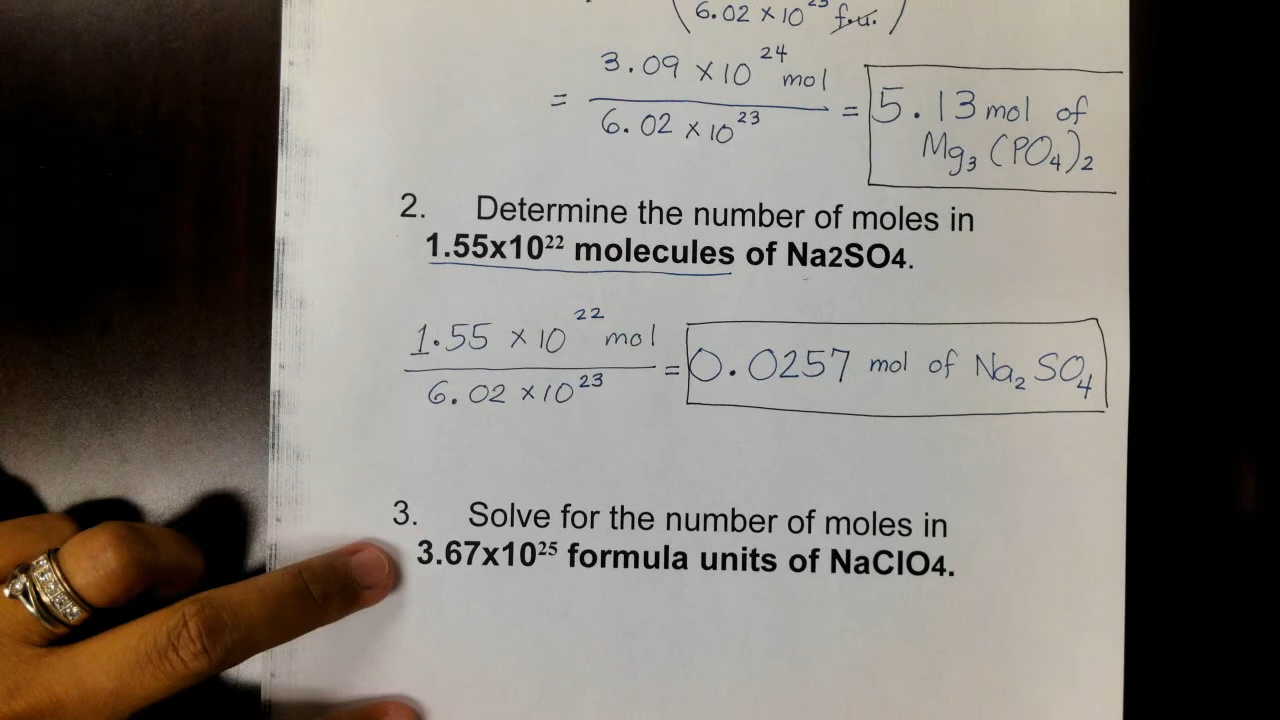 (6.02 × 10²³ f.u.)
= 3.09 × 10²⁴ mol / 6.02 × 10²³ = 5.13 mol of
Mg₃(PO₄)₂
2. Determine the number of moles in
1.55x10²² molecules of Na2SO4.
1.55 × 10²² mol / 6.02 × 10²³ = 0.0257 mol of Na₂SO₄
3. Solve for the number of moles in
3.67x10²⁵ formula units of NaClO4.